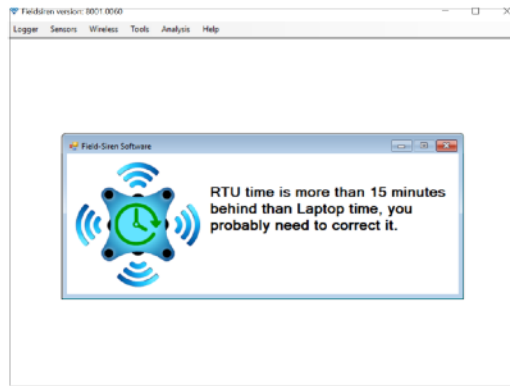 Fieldsiren version: 8001.0060
Logger Sensors Wireless Tools Analysis Help
Field-Siren Software
RTU time is more than 15 minutes
behind than Laptop time, you
probably need to correct it.